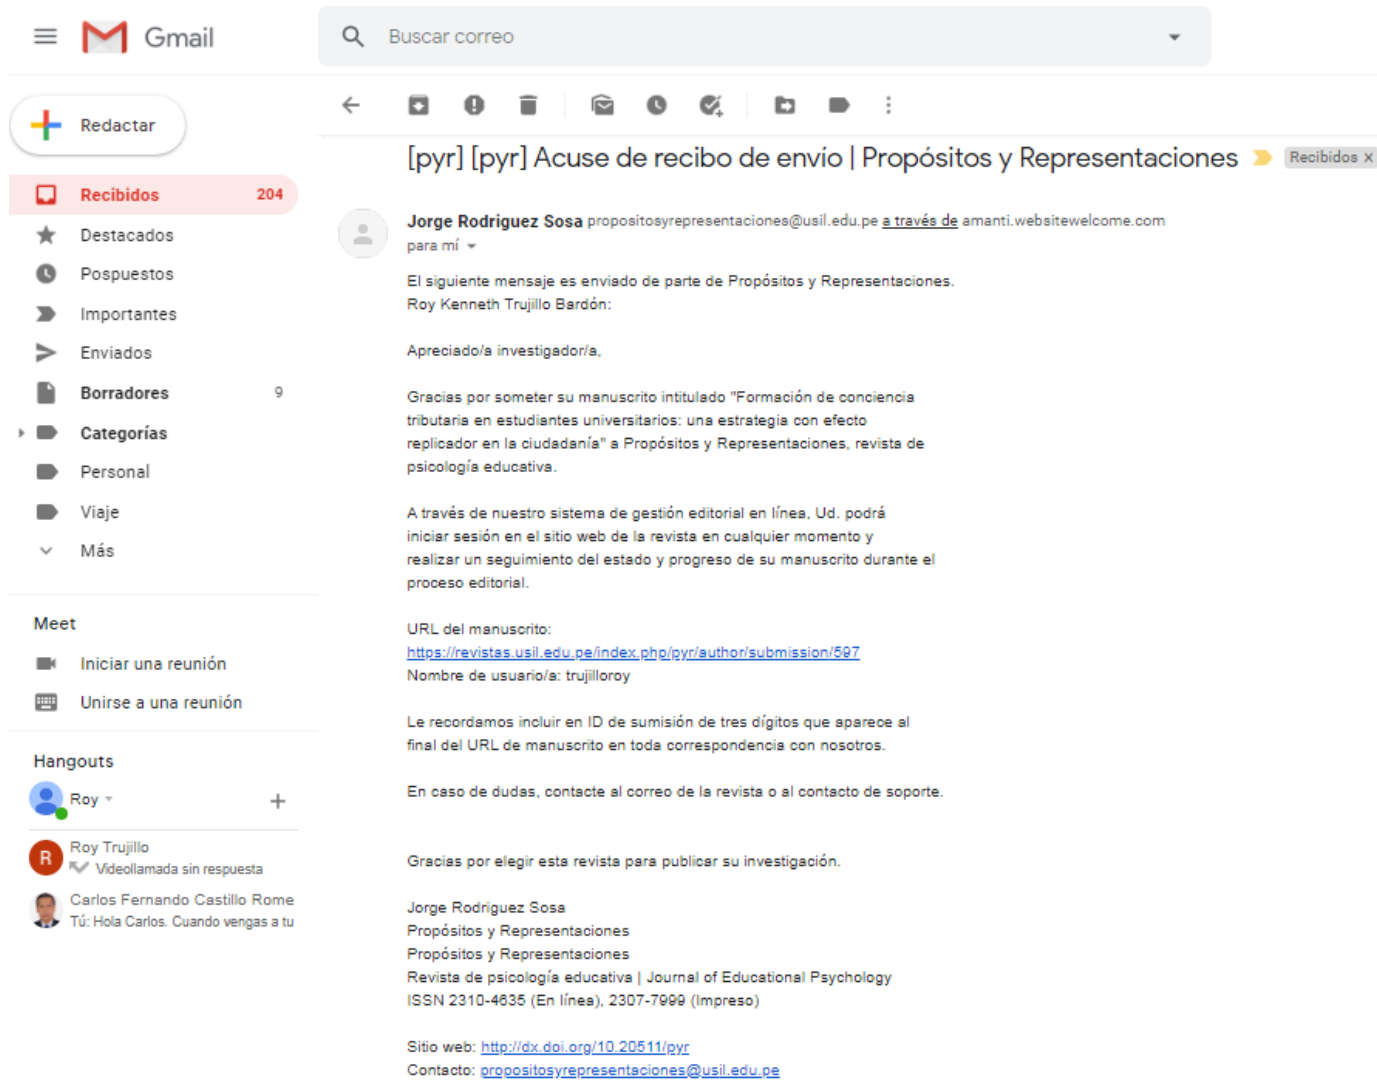 Gmail
Buscar correo
Redactar
[pyr] [pyr] Acuse de recibo de envío | Propósitos y Representaciones
Recibidos x
Recibidos 204
Destacados
Pospuestos
Importantes
Enviados
Borradores 9
Categorías
Personal
Viaje
Más
Meet
Iniciar una reunión
Unirse a una reunión
Hangouts
Roy
R
Roy Trujillo
Videollamada sin respuesta
Carlos Fernando Castillo Rome
Tú: Hola Carlos. Cuando vengas a tu
Jorge Rodriguez Sosa propositosyrepresentaciones@usil.edu.pe a través de amanti.websitewelcome.com
para mí
El siguiente mensaje es enviado de parte de Propósitos y Representaciones.
Roy Kenneth Trujillo Bardón:
Apreciado/a investigador/a,
Gracias por someter su manuscrito intitulado "Formación de conciencia
tributaria en estudiantes universitarios: una estrategia con efecto
replicador en la ciudadanía" a Propósitos y Representaciones, revista de
psicología educativa.
A través de nuestro sistema de gestión editorial en línea, Ud. podrá
iniciar sesión en el sitio web de la revista en cualquier momento y
realizar un seguimiento del estado y progreso de su manuscrito durante el
proceso editorial.
URL del manuscrito:
https://revistas.usil.edu.pe/index.php/pyr/author/submission/597
Nombre de usuario/a: trujilloroy
Le recordamos incluir en ID de sumisión de tres dígitos que aparece al
final del URL de manuscrito en toda correspondencia con nosotros.
En caso de dudas, contacte al correo de la revista o al contacto de soporte.
Gracias por elegir esta revista para publicar su investigación.
Jorge Rodriguez Sosa
Propósitos y Representaciones
Propósitos y Representaciones
Revista de psicología educativa | Journal of Educational Psychology
ISSN 2310-4635 (En línea), 2307-7999 (Impreso)
Sitio web: http://dx.doi.org/10.20511/pyr
Contacto: propositosyrepresentaciones@usil.edu.pe